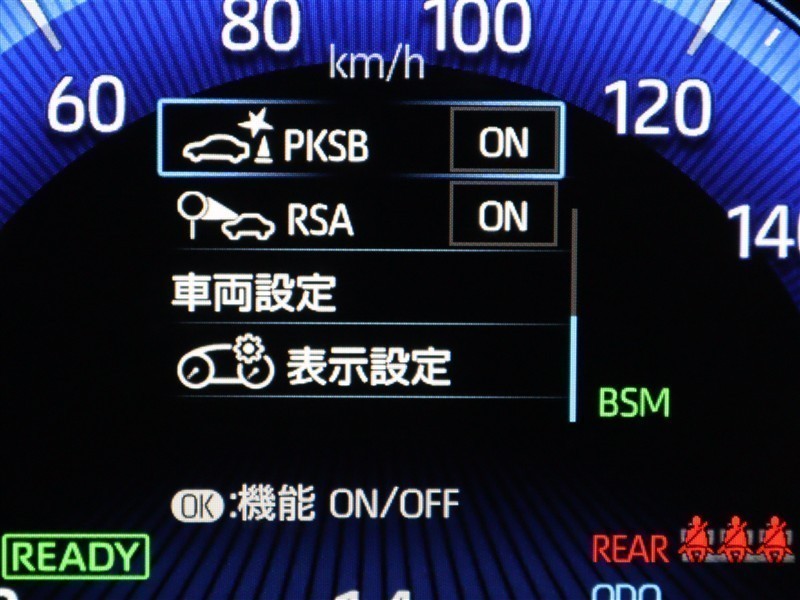 80 100
km/h
60 120
PKSB ON
RSA ON
140
車両設定
表示設定
BSM
OK:機能 ON/OFF
READY
REAR